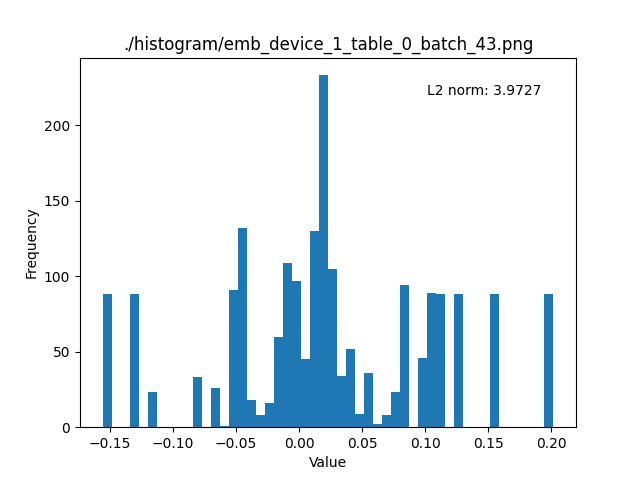 ./histogram/emb_device_1_table_0_batch_43.png
L2 norm: 3.9727
200
150
100
50
0
Frequency
−0.15 −0.10 −0.05 0.00 0.05 0.10 0.15 0.20
Value